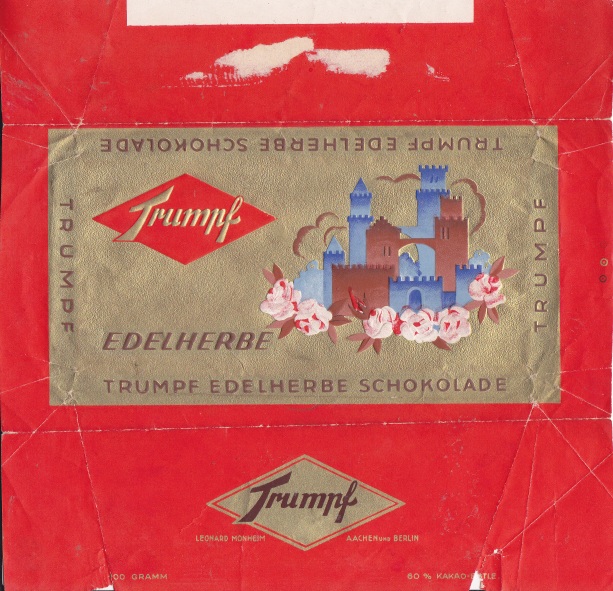 TRUMPF EDELHERBE SCHOKOLADE
TRUMPF
Trumpf
TRUMPF
EDELHERBE
TRUMPF EDELHERBE SCHOKOLADE
Trumpf
LEONARD MONHEIM AACHEN UND BERLIN
00 GRAMM 60 % KAKAO-